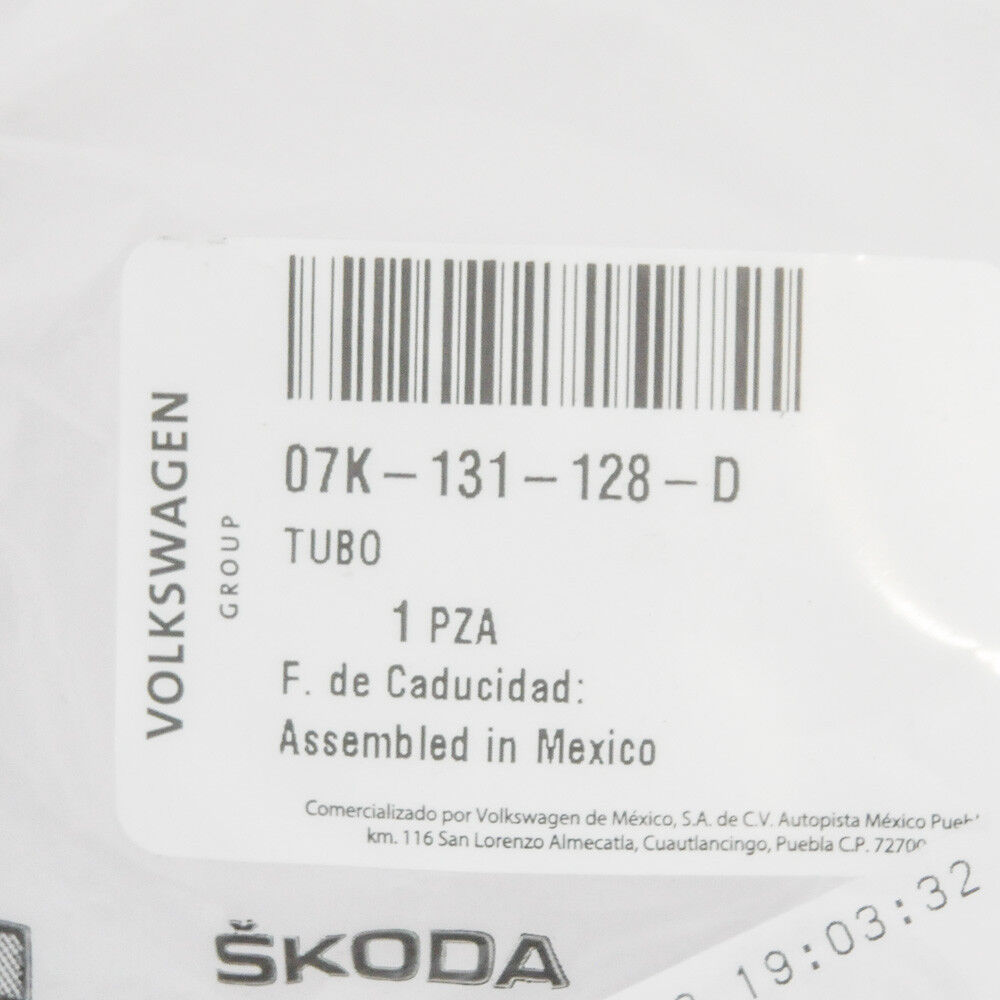 VOLKSWAGEN
GROUP
07K-131-128-D
TUBO
1 PZA
F. de Caducidad:
Assembled in Mexico
Comercializado por Volkswagen de México, S.A. de C.V. Autopista México
km. 116 San Lorenzo Almecatla, Cuautlancingo, Puebla C.P.
ŠKODA
19:03:32